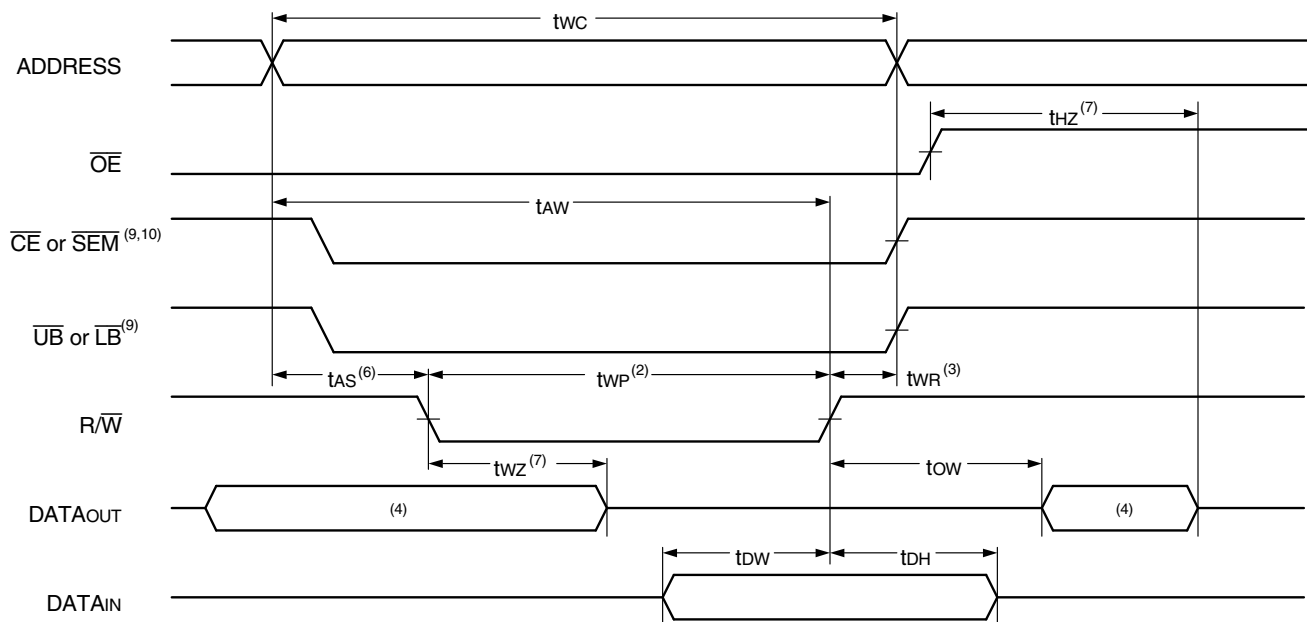 tWC
ADDRESS
tHZ(7)
OE
tAW
CE or SEM (9,10)
UB or LB(9)
tAS(6) tWP(2) tWR(3)
R/W
tWZ(7) tOW
DATAOUT (4) (4)
tDW tDH
DATAIN